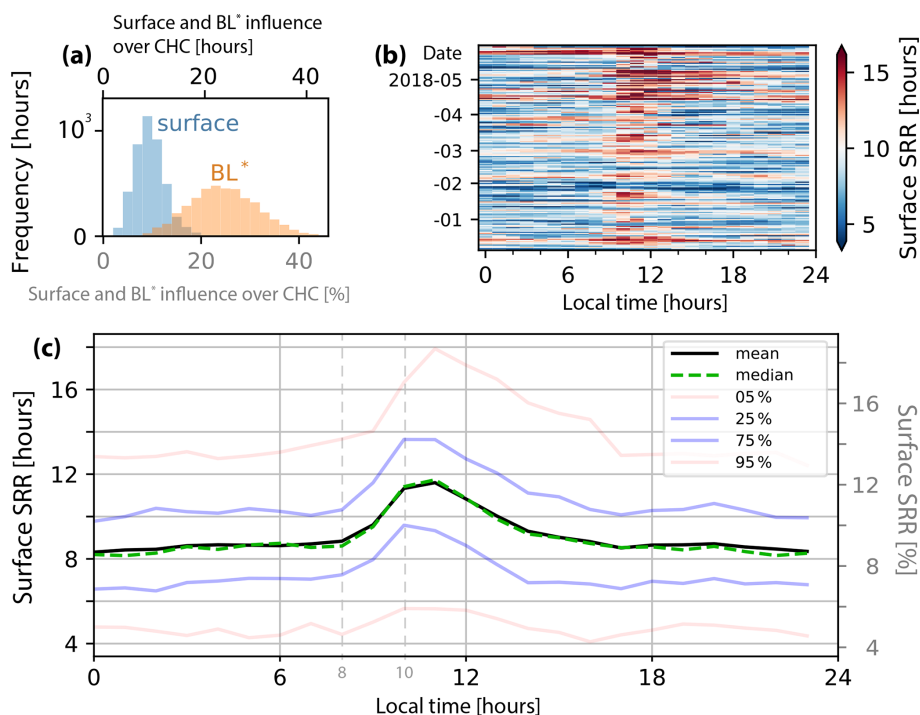 Surface and BL* influence
over CHC [hours]
(a)
0 20 40
Frequency [hours]
10³
0
surface
BL*
0 20 40
Surface and BL* influence over CHC [%]
(b)
Date
2018-05
-04
-03
-02
-01
0 6 12 18 24
Local time [hours]
15
10
5
Surface SRR [hours]
(c)
16
12
8
4
Surface SRR [hours]
mean
median
05 %
25 %
75 %
95 %
16
12
8
4
Surface SRR [%]
0 6 8 10 12 18 24
Local time [hours]